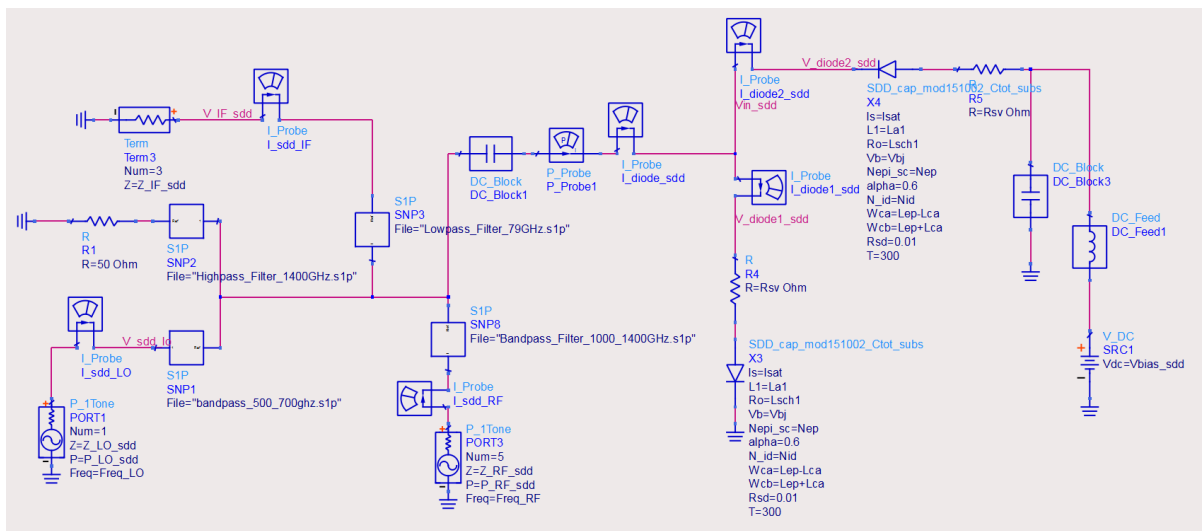 I_Probe
I_diode2_sdd
V_diode2_sdd
SDD_cap_mod151002_Ctot_subs
X4
Is=Isat
L1=La1
Ro=Lsch1
Vb=Vbj
Nepi_sc=Nep
alpha=0.6
N_id=Nid
Wca=Lep-Lca
Wcb=Lep+Lca
Rsd=0.01
T=300
R
R5
R=Rsv Ohm
Vin_sdd
V_IF_sdd
I_Probe
I_sdd_IF
+
-
Term
Term3
Num=3
Z=Z_IF_sdd
DC_Block
DC_Block1
P
P_Probe
P_Probe1
I_Probe
I_diode_sdd
I_Probe
I_diode1_sdd
V_diode1_sdd
DC_Block
DC_Block3
DC_Feed
DC_Feed1
S1P
SNP3
File="Lowpass_Filter_79GHz.s1p"
R
R1
R=50 Ohm
S1P
SNP2
File="Highpass_Filter_1400GHz.s1p"
R
R4
R=Rsv Ohm
S1P
SNP8
File="Bandpass_Filter_1000_1400GHz.s1p"
V_sdd_lo
I_Probe
I_sdd_LO
S1P
SNP1
File="bandpass_500_700ghz.s1p"
I_Probe
I_sdd_RF
+
-
P_1Tone
PORT1
Num=1
Z=Z_LO_sdd
P=P_LO_sdd
Freq=Freq_LO
+
-
P_1Tone
PORT3
Num=5
Z=Z_RF_sdd
P=P_RF_sdd
Freq=Freq_RF
SDD_cap_mod151002_Ctot_subs
X3
Is=Isat
L1=La1
Ro=Lsch1
Vb=Vbj
Nepi_sc=Nep
alpha=0.6
N_id=Nid
Wca=Lep-Lca
Wcb=Lep+Lca
Rsd=0.01
T=300
+
-
V_DC
SRC1
Vdc=Vbias_sdd